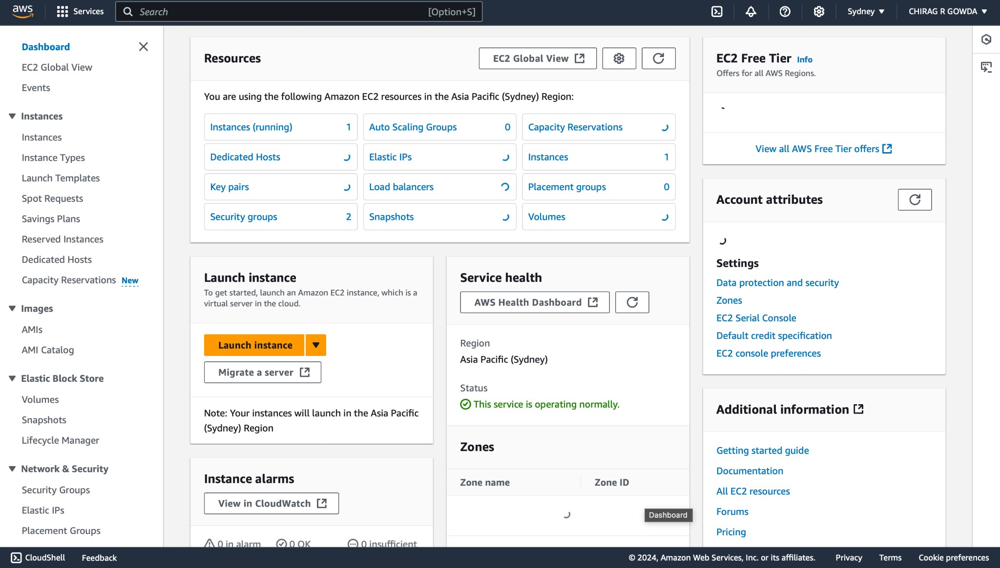 aws
Services
Search [Option+S]
Sydney ▼
CHIRAG R GOWDA ▼
Dashboard
EC2 Global View
Events
Instances
Instances
Instance Types
Launch Templates
Spot Requests
Savings Plans
Reserved Instances
Dedicated Hosts
Capacity Reservations New
Images
AMIs
AMI Catalog
Elastic Block Store
Volumes
Snapshots
Lifecycle Manager
Network & Security
Security Groups
Elastic IPs
Placement Groups
Resources
EC2 Global View
You are using the following Amazon EC2 resources in the Asia Pacific (Sydney) Region:
Instances (running) 1
Auto Scaling Groups 0
Capacity Reservations
Dedicated Hosts
Elastic IPs
Instances 1
Key pairs
Load balancers
Placement groups 0
Security groups 2
Snapshots
Volumes
Launch instance
To get started, launch an Amazon EC2 instance, which is a
virtual server in the cloud.
Launch instance
Migrate a server
Note: Your instances will launch in the Asia Pacific
(Sydney) Region
Instance alarms
View in CloudWatch
0 in alarm 0 OK 0 insufficient
Service health
AWS Health Dashboard
Region
Asia Pacific (Sydney)
Status
This service is operating normally.
Zones
Zone name Zone ID
Dashboard
EC2 Free Tier Info
Offers for all AWS Regions.
View all AWS Free Tier offers
Account attributes
Settings
Data protection and security
Zones
EC2 Serial Console
Default credit specification
EC2 console preferences
Additional information
Getting started guide
Documentation
All EC2 resources
Forums
Pricing
CloudShell Feedback
© 2024, Amazon Web Services, Inc. or its affiliates. Privacy Terms Cookie preferences